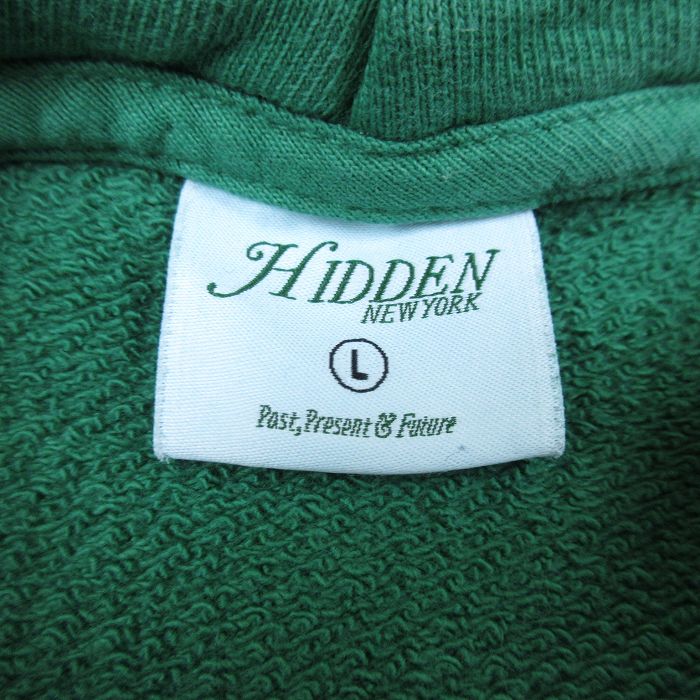 HIDDEN
NEW YORK
L
Past, Present & Future